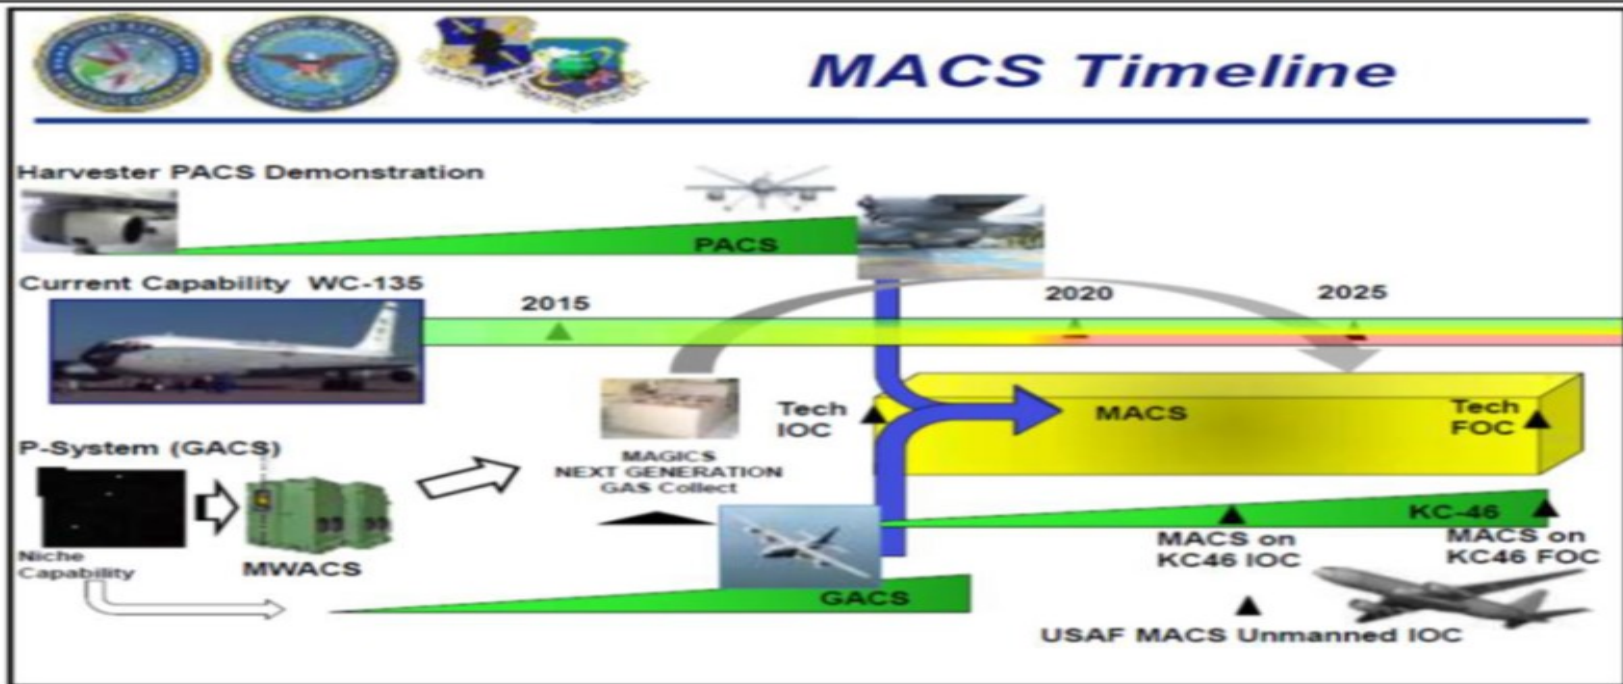 MACS Timeline
Harvester PACS Demonstration
PACS
Current Capability WC-135
2015
2020
2025
Tech
IOC
MACS
Tech
FOC
P-System (GACS)
MAGICS
NEXT GENERATION
GAS Collect
KC-46
MACS on
KC46 IOC
MACS on
KC46 FOC
Niche
Capability
MWACS
GACS
USAF MACS Unmanned IOC